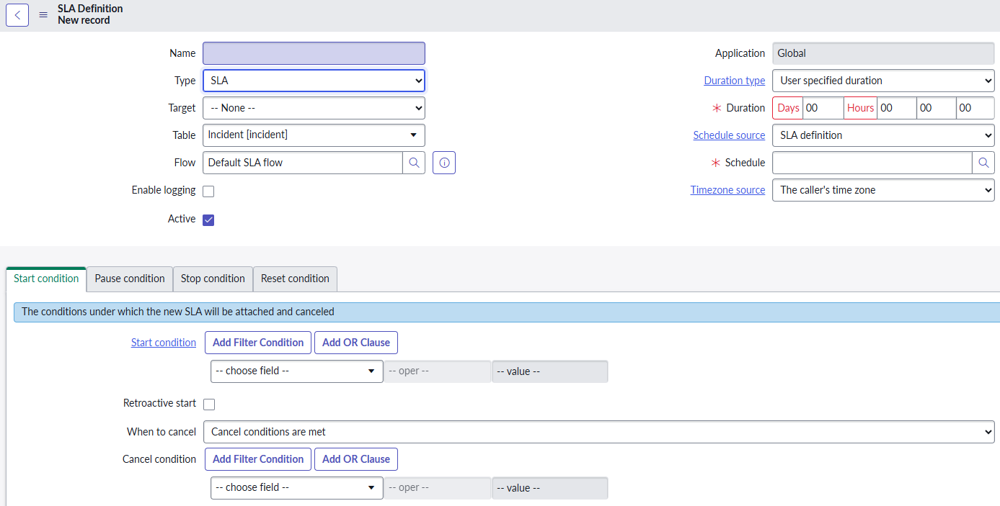 SLA Definition
New record
Name
Application Global
Type SLA
Duration type User specified duration
Target -- None --
Duration Days 00 Hours 00 00 00
Table Incident [incident]
Schedule source SLA definition
Flow Default SLA flow
Schedule
Enable logging
Timezone source The caller's time zone
Active
Start condition Pause condition Stop condition Reset condition
The conditions under which the new SLA will be attached and canceled
Start condition Add Filter Condition Add OR Clause
-- choose field -- -- oper -- -- value --
Retroactive start
When to cancel Cancel conditions are met
Cancel condition Add Filter Condition Add OR Clause
-- choose field -- -- oper -- -- value --